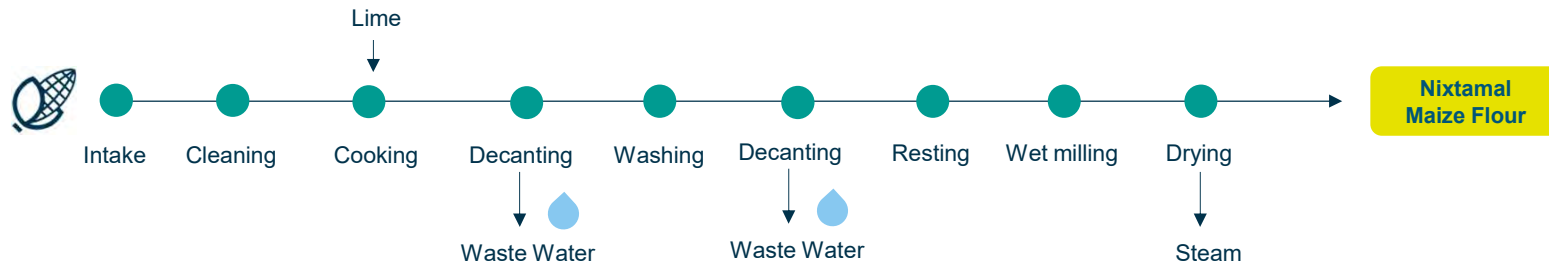 Lime
Nixtamal
Maize Flour
Intake
Cleaning
Cooking
Decanting
Washing
Decanting
Resting
Wet milling
Drying
Waste Water
Waste Water
Steam